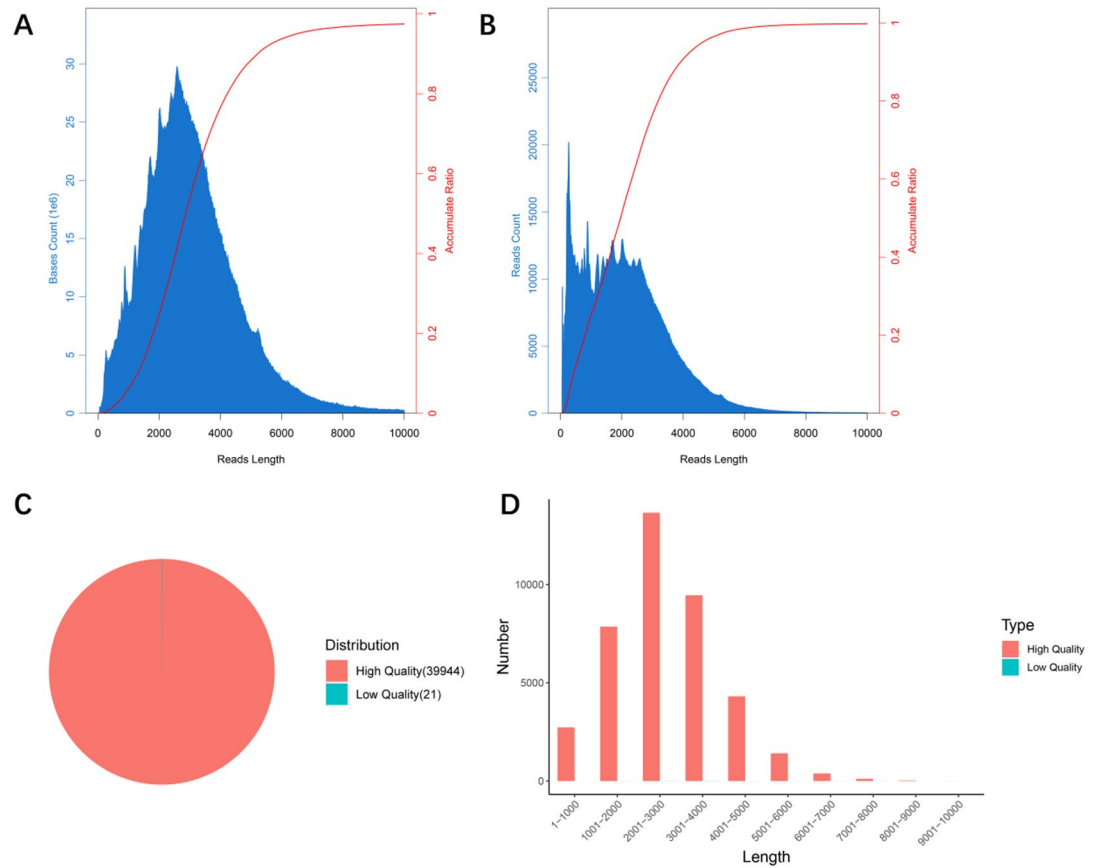 A
Bases Count (1e6)
0
5
10
15
20
25
30
0
2000
4000
6000
8000
10000
Reads Length
0
0.2
0.4
0.6
0.8
1
Accumulate Ratio
B
Reads Count
0
5000
10000
15000
20000
25000
0
2000
4000
6000
8000
10000
Reads Length
0
0.2
0.4
0.6
0.8
1
Accumulate Ratio
C
Distribution
High Quality(39944)
Low Quality(21)
D
Number
10000
5000
0
1−1000
1001−2000
2001−3000
3001−4000
4001−5000
5001−6000
6001−7000
7001−8000
8001−9000
9001−10000
Length
Type
High Quality
Low Quality